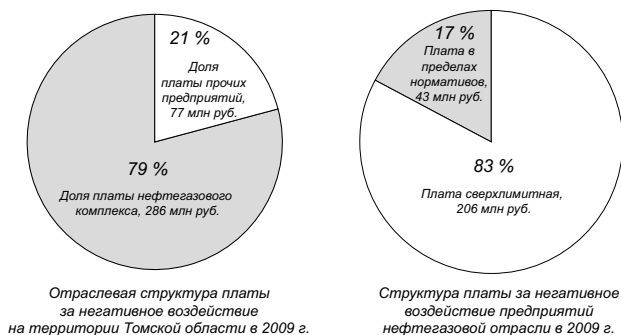 21 %
Доля
платы прочих
предприятий,
77 млн руб.
79 %
Доля платы нефтегазового
комплекса, 286 млн руб.
Отраслевая структура платы
за негативное воздействие
на территории Томской области в 2009 г.
17 %
Плата в
пределах
нормативов,
43 млн руб.
83 %
Плата сверхлимитная,
206 млн руб.
Структура платы за негативное
воздействие предприятий
нефтегазовой отрасли в 2009 г.